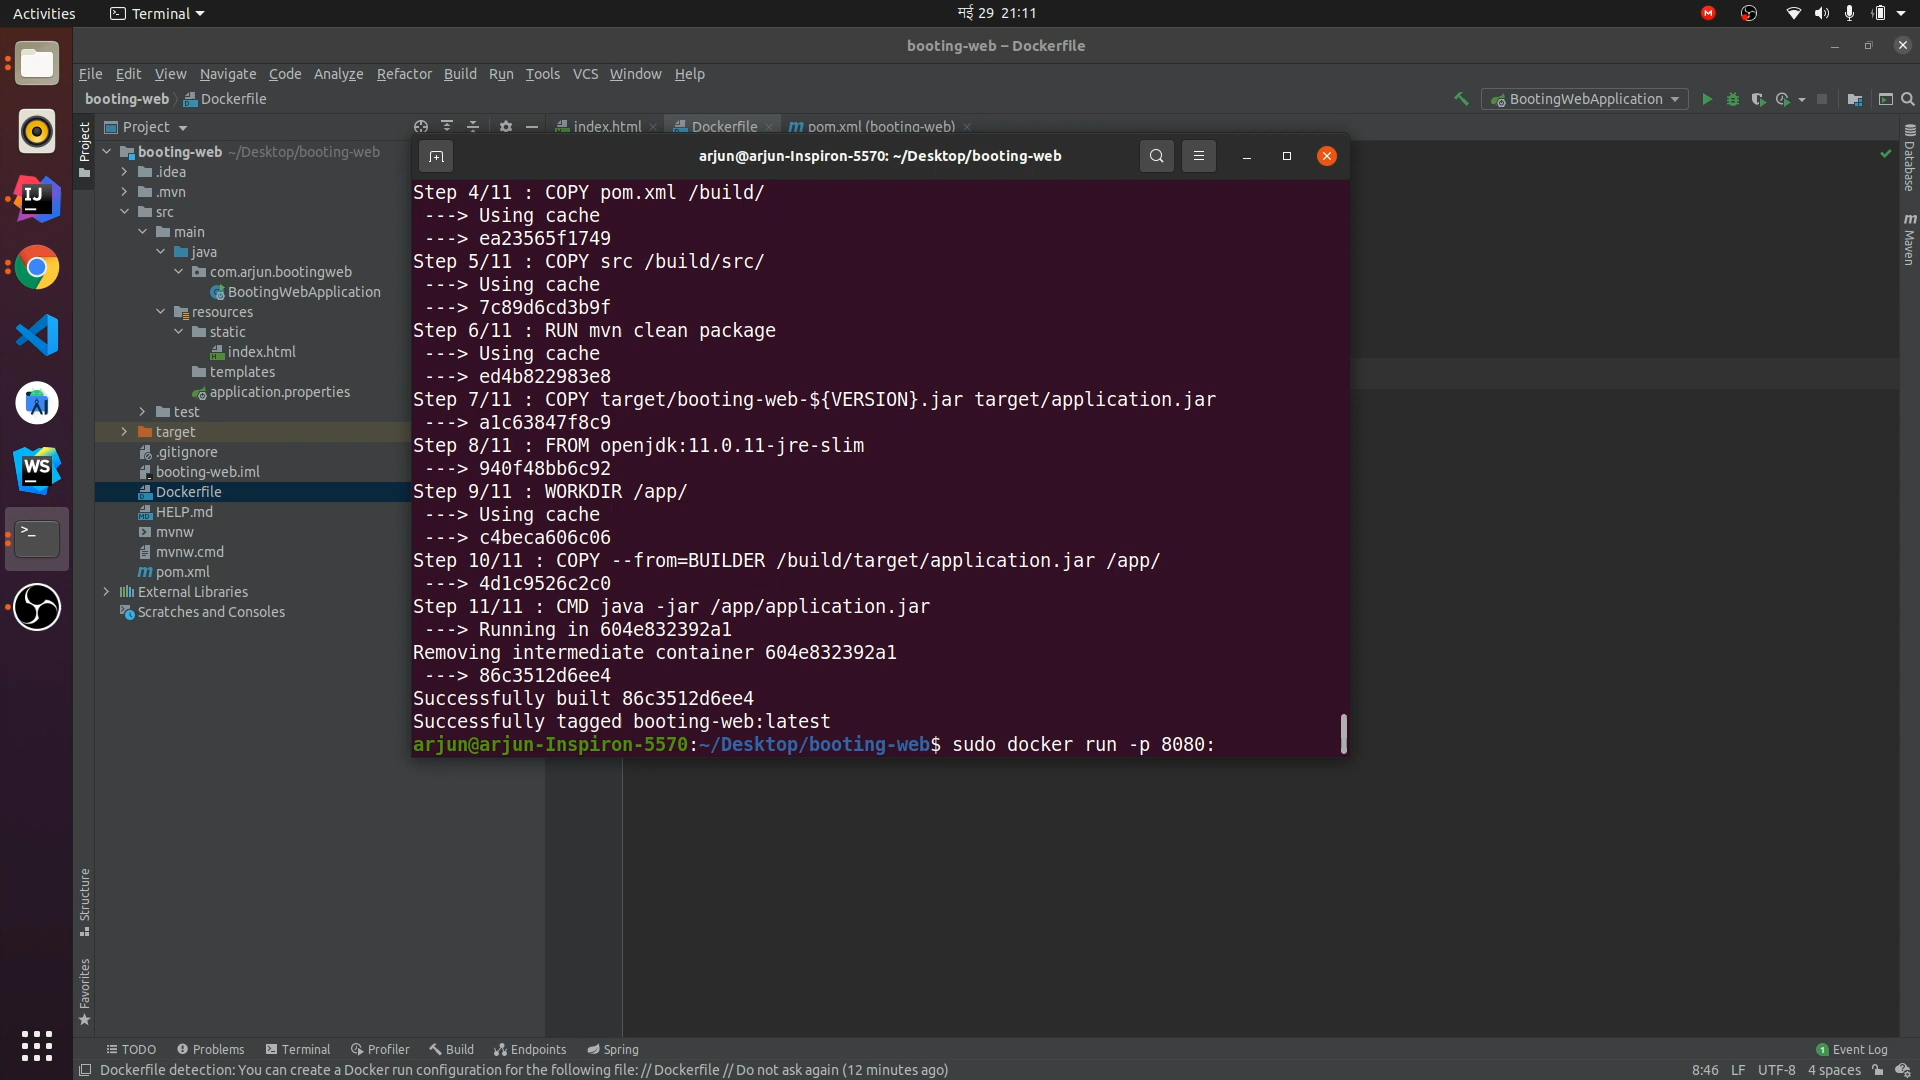 Activities
Terminal
मई 29 21:11
booting-web – Dockerfile
File Edit View Navigate Code Analyze Refactor Build Run Tools VCS Window Help
booting-web Dockerfile
BootingWebApplication
Project
index.html
Dockerfile
pom.xml (booting-web)
Project
booting-web ~/Desktop/booting-web
.idea
.mvn
src
main
java
com.arjun.bootingweb
BootingWebApplication
resources
static
index.html
templates
application.properties
test
target
.gitignore
booting-web.iml
Dockerfile
HELP.md
mvnw
mvnw.cmd
pom.xml
External Libraries
Scratches and Consoles
arjun@arjun-Inspiron-5570: ~/Desktop/booting-web
Step 4/11 : COPY pom.xml /build/
---> Using cache
---> ea23565f1749
Step 5/11 : COPY src /build/src/
---> Using cache
---> 7c89d6cd3b9f
Step 6/11 : RUN mvn clean package
---> Using cache
---> ed4b822983e8
Step 7/11 : COPY target/booting-web-${VERSION}.jar target/application.jar
---> a1c63847f8c9
Step 8/11 : FROM openjdk:11.0.11-jre-slim
---> 940f48bb6c92
Step 9/11 : WORKDIR /app/
---> Using cache
---> c4beca606c06
Step 10/11 : COPY --from=BUILDER /build/target/application.jar /app/
---> 4d1c9526c2c0
Step 11/11 : CMD java -jar /app/application.jar
---> Running in 604e832392a1
Removing intermediate container 604e832392a1
---> 86c3512d6ee4
Successfully built 86c3512d6ee4
Successfully tagged booting-web:latest
arjun@arjun-Inspiron-5570:~/Desktop/booting-web$ sudo docker run -p 8080:
Database
Maven
Structure
Favorites
TODO Problems Terminal Profiler Build Endpoints Spring
1 Event Log
Dockerfile detection: You can create a Docker run configuration for the following file: // Dockerfile // Do not ask again (12 minutes ago)
8:46 LF UTF-8 4 spaces